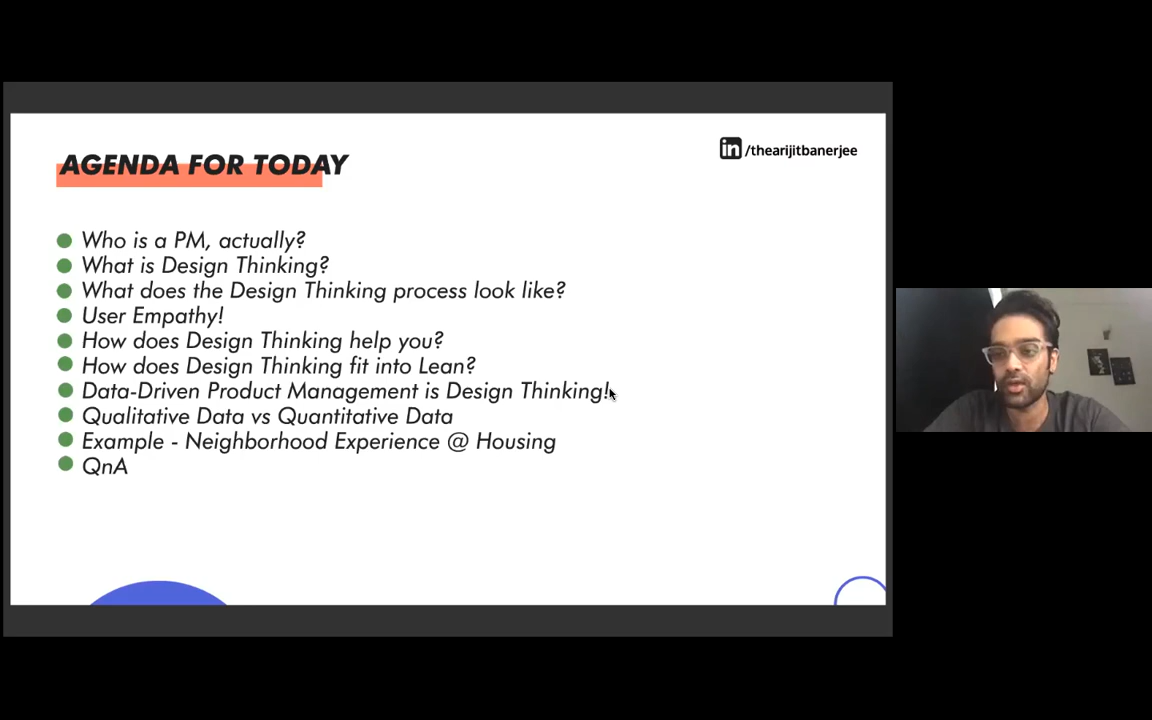 AGENDA FOR TODAY
in /thearijitbanerjee
Who is a PM, actually?
What is Design Thinking?
What does the Design Thinking process look like?
User Empathy!
How does Design Thinking help you?
How does Design Thinking fit into Lean?
Data-Driven Product Management is Design Thinking!
Qualitative Data vs Quantitative Data
Example - Neighborhood Experience @ Housing
QnA